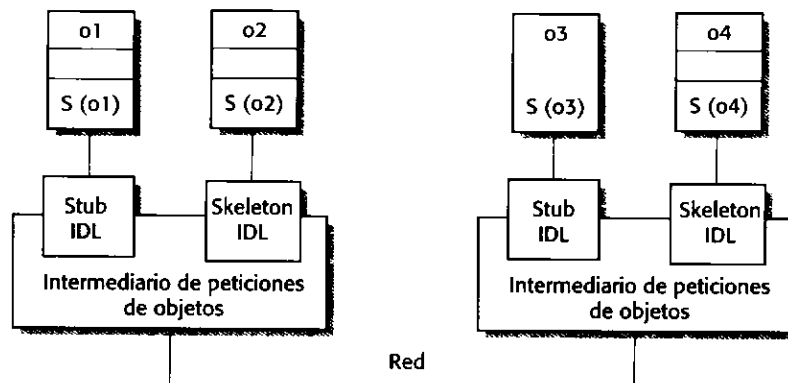 o1
S (o1)
o2
S (o2)
o3
S (o3)
o4
S (o4)
Stub
IDL
Skeleton
IDL
Stub
IDL
Skeleton
IDL
Intermediario de peticiones
de objetos
Intermediario de peticiones
de objetos
Red